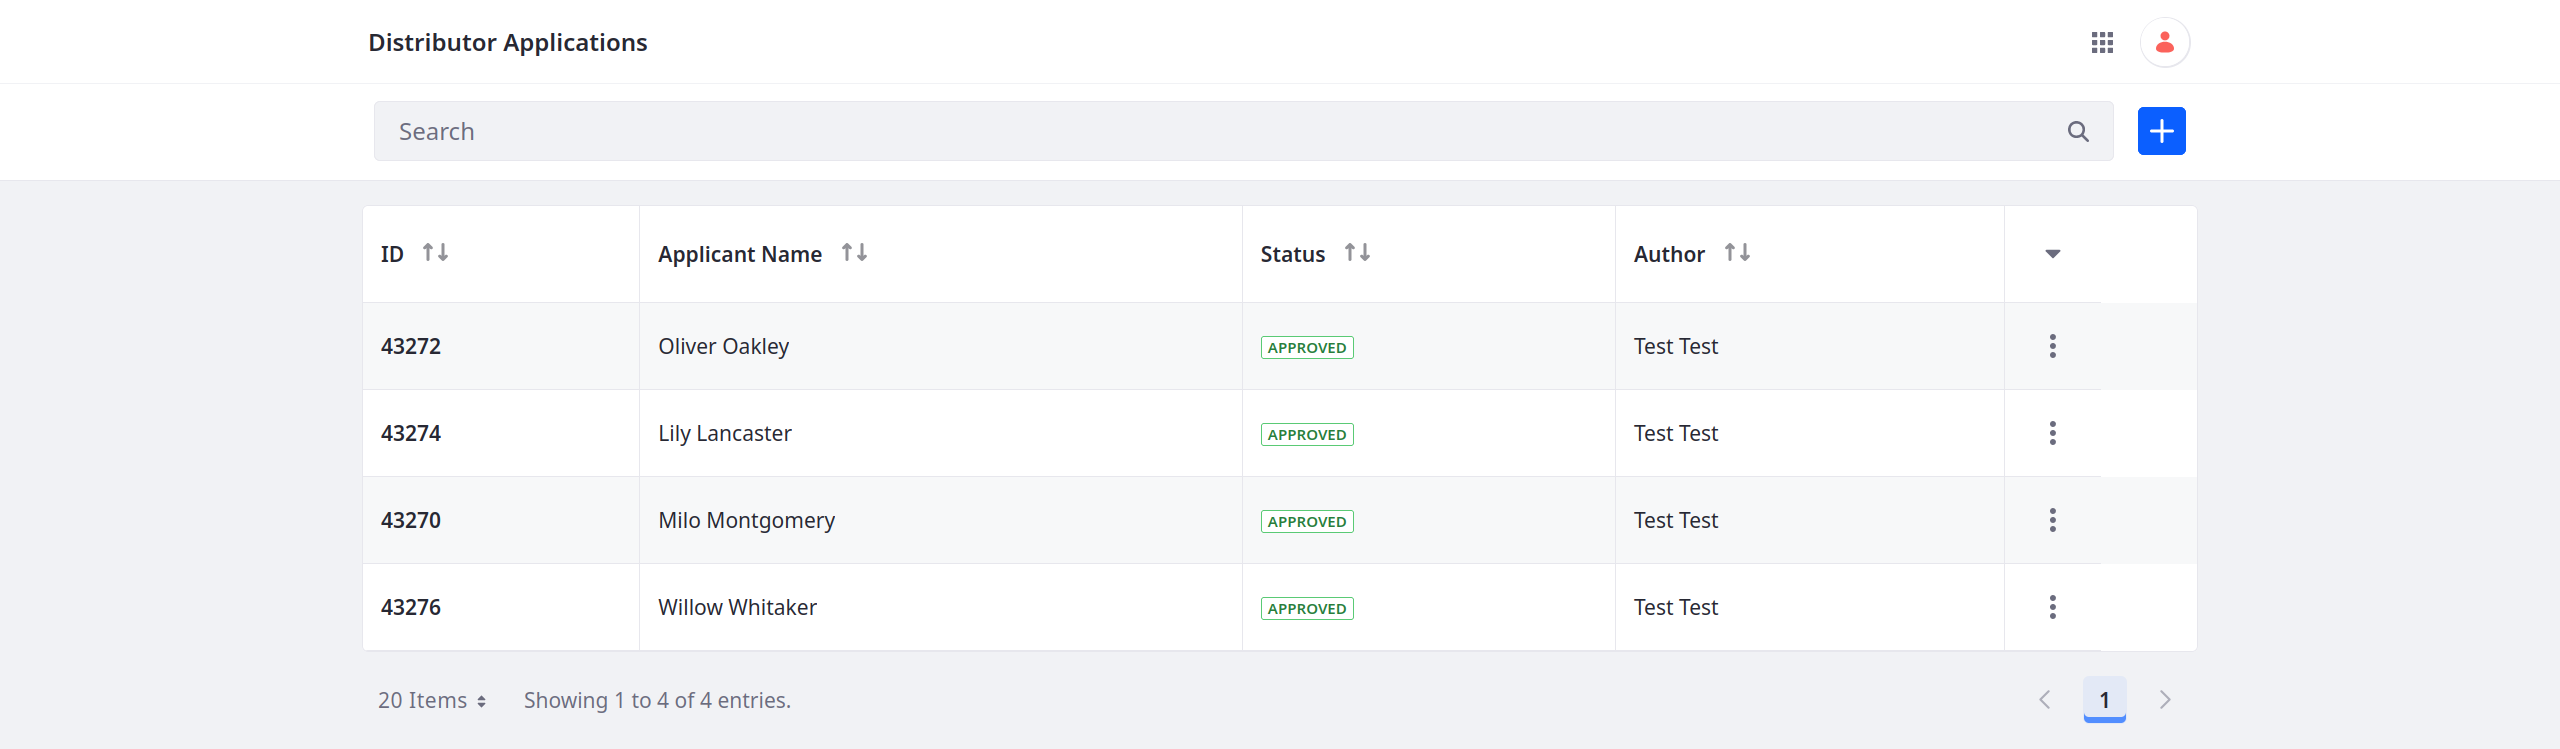 Distributor Applications
Search
ID Applicant Name Status Author
43272 Oliver Oakley APPROVED Test Test
43274 Lily Lancaster APPROVED Test Test
43270 Milo Montgomery APPROVED Test Test
43276 Willow Whitaker APPROVED Test Test
20 Items Showing 1 to 4 of 4 entries. 1